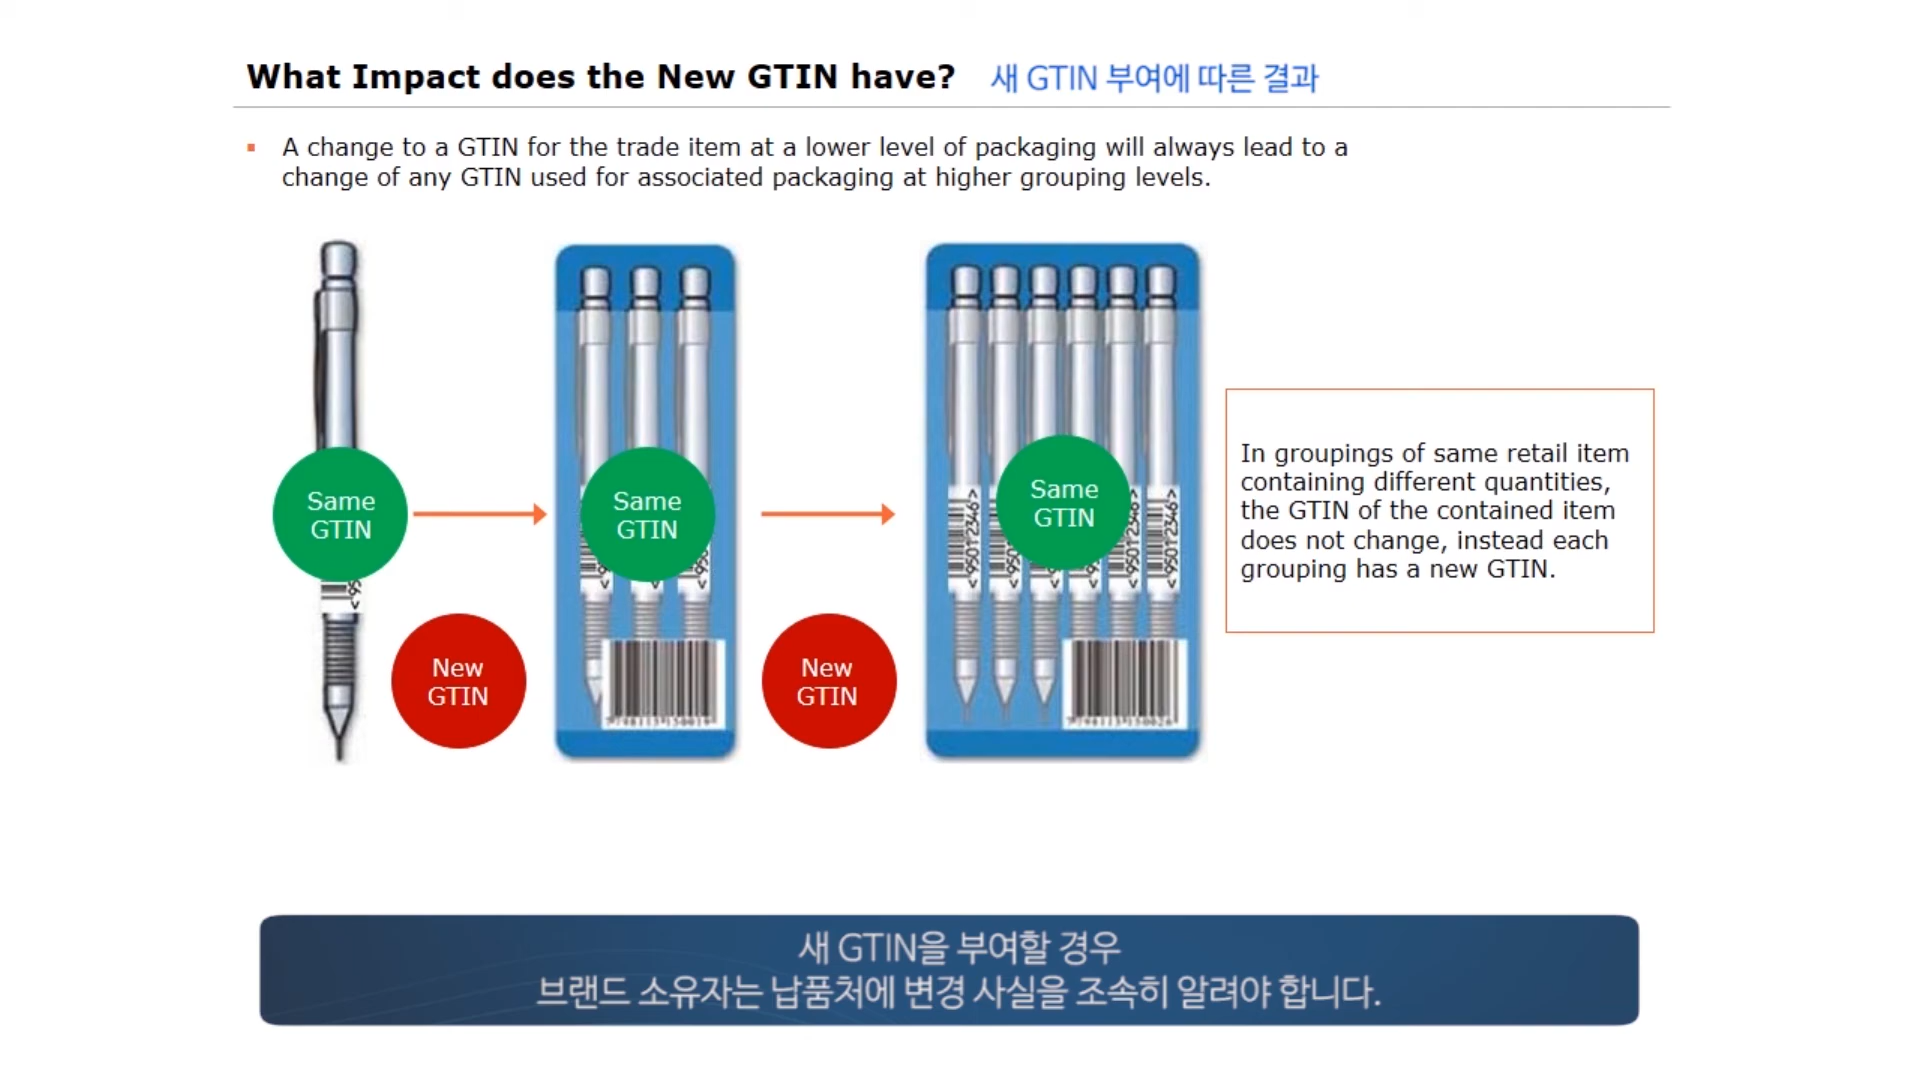 What Impact does the New GTIN have? 새 GTIN 부여에 따른 결과
▪ A change to a GTIN for the trade item at a lower level of packaging will always lead to a
change of any GTIN used for associated packaging at higher grouping levels.
Same
GTIN
Same
GTIN
Same
GTIN
New
GTIN
New
GTIN
In groupings of same retail item
containing different quantities,
the GTIN of the contained item
does not change, instead each
grouping has a new GTIN.
새 GTIN을 부여할 경우
브랜드 소유자는 납품처에 변경 사실을 조속히 알려야 합니다.